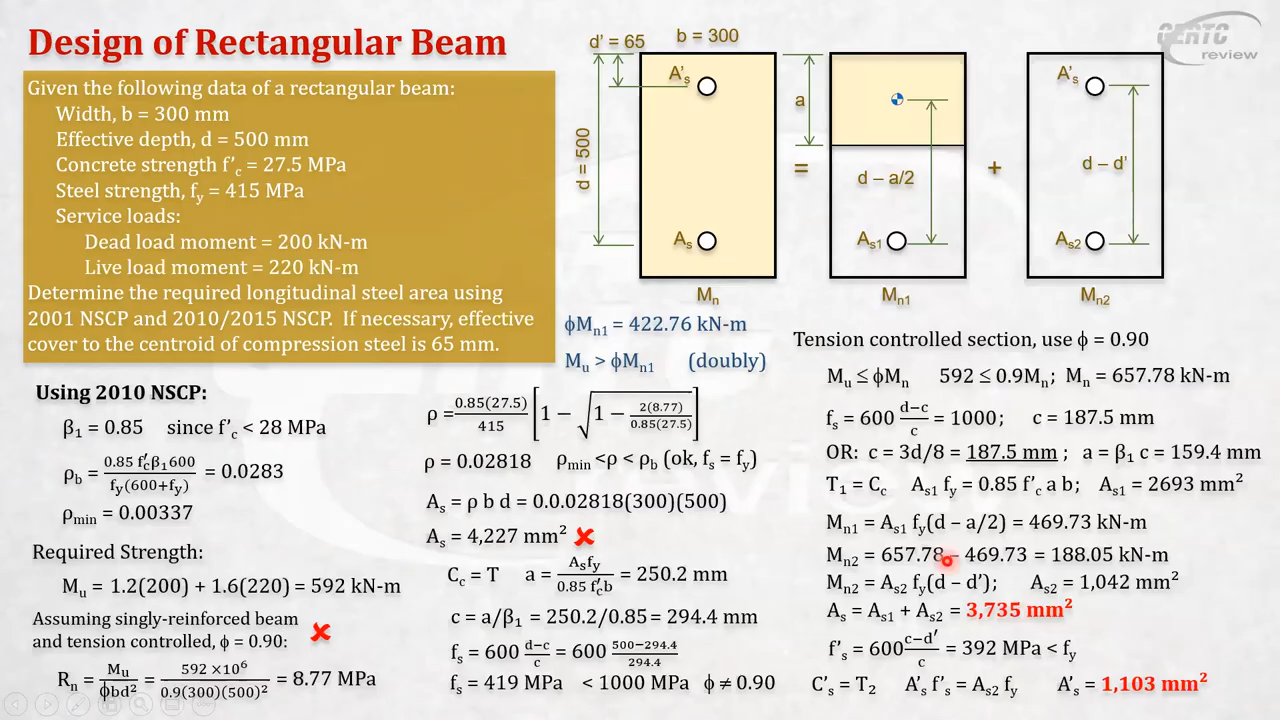 Design of Rectangular Beam
GERTC
review
Given the following data of a rectangular beam:
Width, b = 300 mm
Effective depth, d = 500 mm
Concrete strength f'c = 27.5 MPa
Steel strength, fy = 415 MPa
Service loads:
Dead load moment = 200 kN-m
Live load moment = 220 kN-m
Determine the required longitudinal steel area using
2001 NSCP and 2010/2015 NSCP. If necessary, effective
cover to the centroid of compression steel is 65 mm.
d' = 65
b = 300
A's
d = 500
As
Mn
=
a
d – a/2
As1
Mn1
+
A's
d – d'
As2
Mn2
ϕMn1 = 422.76 kN-m
Mu > ϕMn1 (doubly)
Using 2010 NSCP:
β1 = 0.85 since f'c < 28 MPa
ρb = 0.85 f'c β1 600 / fy(600+fy) = 0.0283
ρmin = 0.00337
Required Strength:
Mu = 1.2(200) + 1.6(220) = 592 kN-m
Assuming singly-reinforced beam
and tension controlled, ϕ = 0.90: ✘
Rn = Mu / ϕbd² = 592 ×10⁶ / 0.9(300)(500)² = 8.77 MPa
ρ = 0.85(27.5) / 415 [1 − √(1 − 2(8.77) / 0.85(27.5))]
ρ = 0.02818 ρmin <ρ < ρb (ok, fs = fy)
As = ρ b d = 0.0.02818(300)(500)
As = 4,227 mm² ✘
Cc = T a = As fy / 0.85 f'c b = 250.2 mm
c = a/β1 = 250.2/0.85 = 294.4 mm
fs = 600 d−c / c = 600 500−294.4 / 294.4
fs = 419 MPa < 1000 MPa ϕ ≠ 0.90
Tension controlled section, use ϕ = 0.90
Mu ≤ ϕMn 592 ≤ 0.9Mn; Mn = 657.78 kN-m
fs = 600 d−c / c = 1000; c = 187.5 mm
OR: c = 3d/8 = 187.5 mm ; a = β1 c = 159.4 mm
T1 = Cc As1 fy = 0.85 f'c a b; As1 = 2693 mm²
Mn1 = As1 fy(d – a/2) = 469.73 kN-m
Mn2 = 657.78 – 469.73 = 188.05 kN-m
Mn2 = As2 fy(d – d'); As2 = 1,042 mm²
As = As1 + As2 = 3,735 mm²
f's = 600 c−d' / c = 392 MPa < fy
C's = T2 A's f's = As2 fy A's = 1,103 mm²